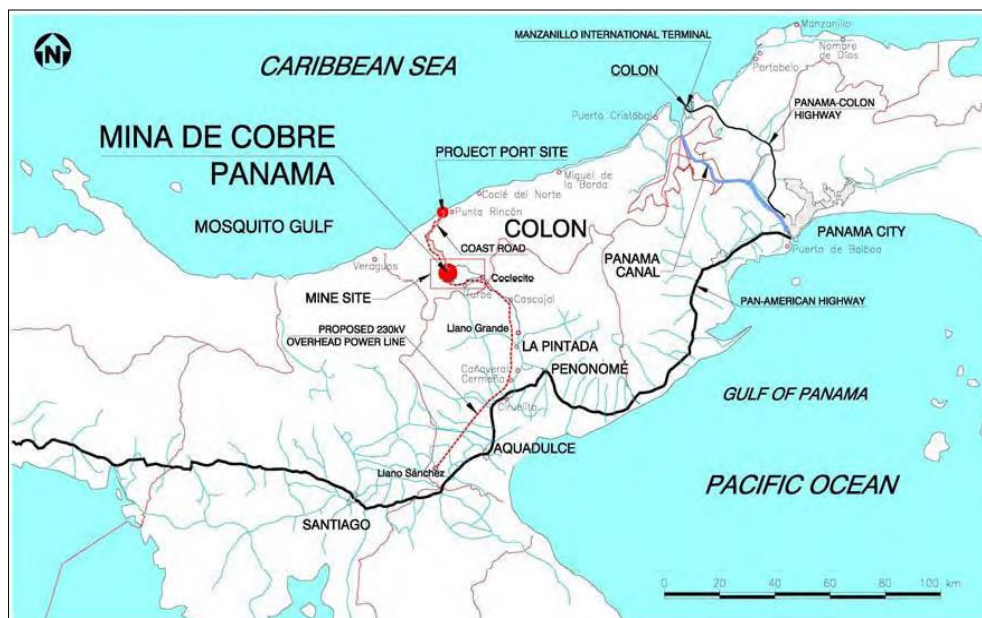 N
CARIBBEAN SEA
MANZANILLO INTERNATIONAL TERMINAL
Manzanillo
Nombre
de Dios
Portobelo
COLON
PANAMA-COLON
HIGHWAY
Puerto Cristóbal
MINA DE COBRE
PANAMA
PROJECT PORT SITE
Miguel de
la Borda
Coclé del Norte
Punta Rincón
MOSQUITO GULF
COLON
COAST ROAD
PANAMA CITY
Puerto de Balboa
PANAMA
CANAL
Veraguas
Coclecito
PAN-AMERICAN HIGHWAY
MINE SITE
Cascajal
PROPOSED 230kV
OVERHEAD POWER LINE
Llano Grande
LA PINTADA
PENONOMÉ
Cañaveral
Cermeño
GULF OF PANAMA
Ciruelito
AQUADULCE
Llano Sánchez
PACIFIC OCEAN
SANTIAGO
0 20 40 60 80 100 km